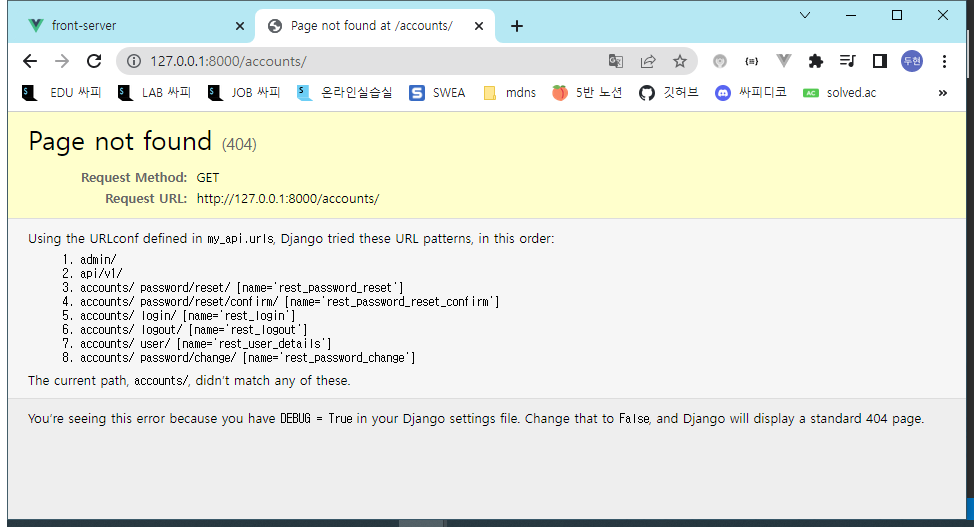 front-server
Page not found at /accounts/
127.0.0.1:8000/accounts/
두현
EDU 싸피 LAB 싸피 JOB 싸피 온라인실습실 SWEA mdns 5반 노션 깃허브 싸피디코 solved.ac »
Page not found (404)
Request Method: GET
Request URL: http://127.0.0.1:8000/accounts/
Using the URLconf defined in my_api.urls, Django tried these URL patterns, in this order:
1. admin/
2. api/v1/
3. accounts/ password/reset/ [name='rest_password_reset']
4. accounts/ password/reset/confirm/ [name='rest_password_reset_confirm']
5. accounts/ login/ [name='rest_login']
6. accounts/ logout/ [name='rest_logout']
7. accounts/ user/ [name='rest_user_details']
8. accounts/ password/change/ [name='rest_password_change']
The current path, accounts/, didn't match any of these.
You're seeing this error because you have DEBUG = True in your Django settings file. Change that to False, and Django will display a standard 404 page.